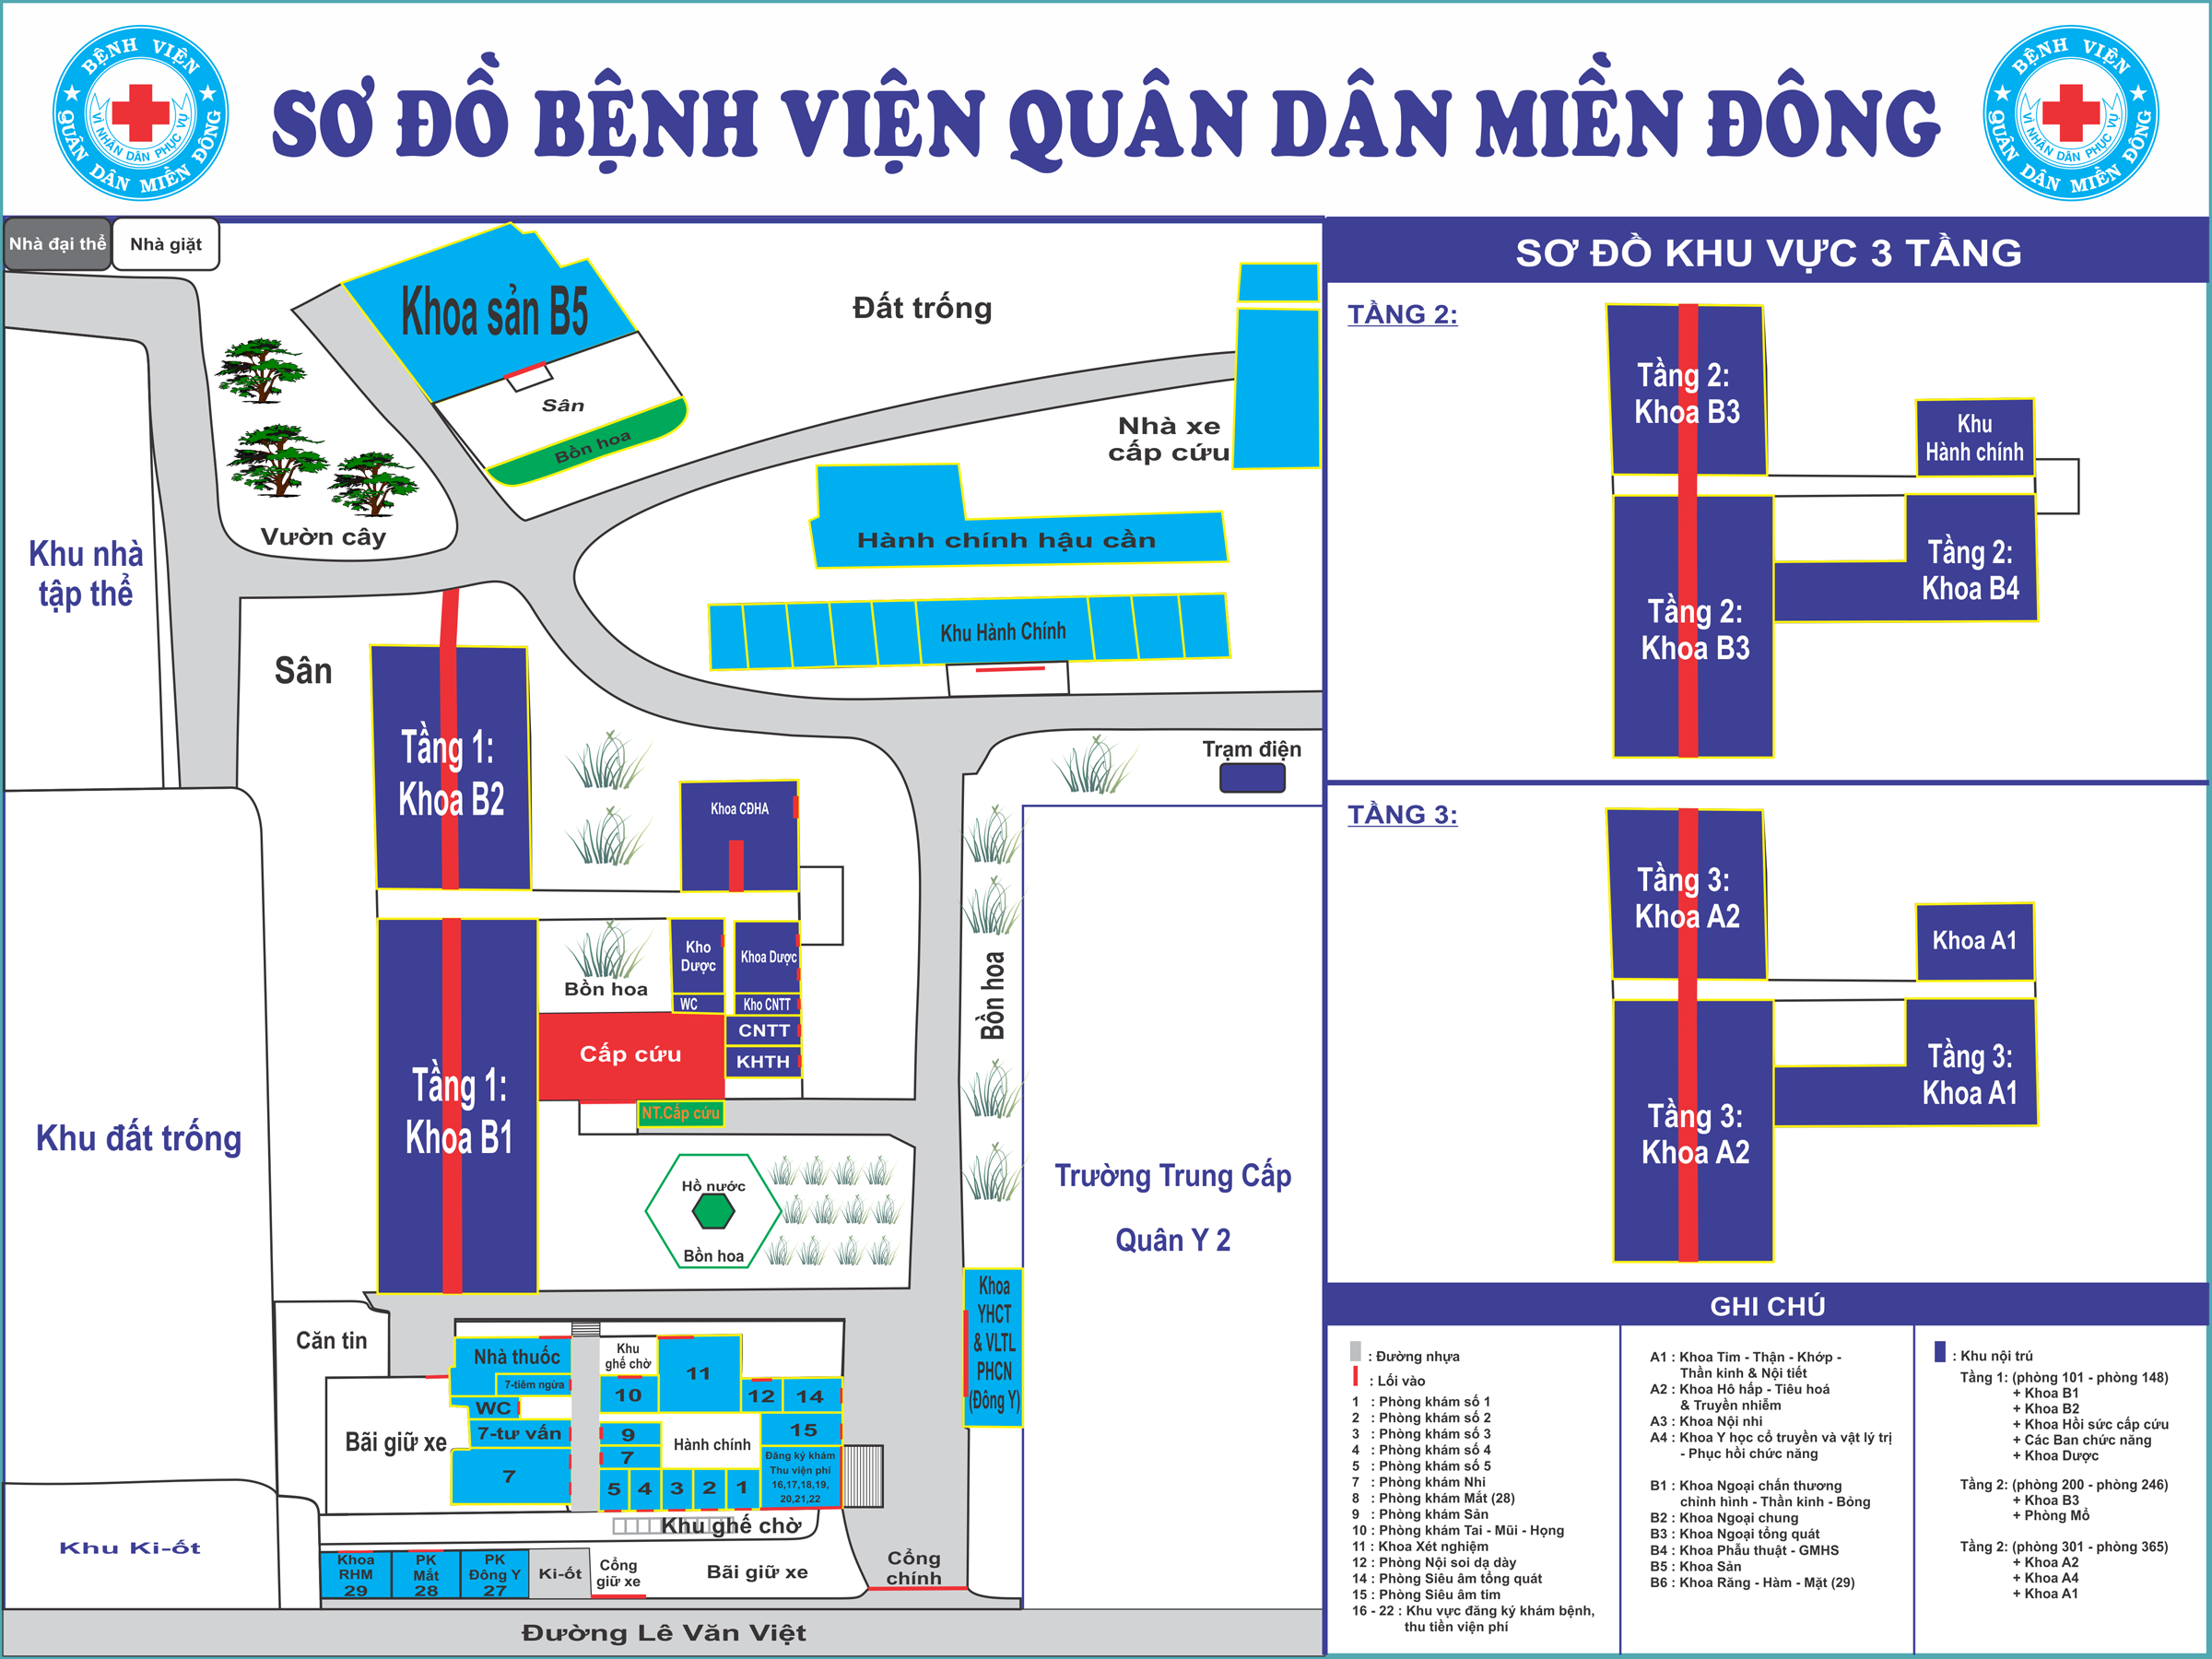 BỆNH VIỆN
QUÂN DÂN MIỀN ĐÔNG
VÌ NHÂN DÂN PHỤC VỤ
SƠ ĐỒ BỆNH VIỆN QUÂN DÂN MIỀN ĐÔNG
BỆNH VIỆN
QUÂN DÂN MIỀN ĐÔNG
VÌ NHÂN DÂN PHỤC VỤ
Nhà đại thể
Nhà giặt
Khoa sản B5
Sân
Bồn hoa
Đất trống
Nhà xe
cấp cứu
Vườn cây
Hành chính hậu cần
Khu nhà
tập thể
Khu Hành Chính
Sân
Tầng 1:
Khoa B2
Trạm điện
Khoa CĐHA
Kho
Dược
Khoa Dược
WC
Kho CNTT
Bồn hoa
CNTT
KHTH
Cấp cứu
NT.Cấp cứu
Bồn hoa
Tầng 1:
Khoa B1
Khu đất trống
Hồ nước
Bồn hoa
Trường Trung Cấp
Quân Y 2
Khoa
YHCT
& VLTL
PHCN
(Đông Y)
Căn tin
Nhà thuốc
7-tiêm ngừa
WC
7-tư vấn
7
Khu
ghế chờ
11
10
12
14
15
9
7
Hành chính
Đăng ký khám
Thu viện phí
16,17,18,19,
20,21,22
5
4
3
2
1
Bãi giữ xe
Khu ghế chờ
Khu Ki-ốt
Khoa
RHM
29
PK
Mắt
28
PK
Đông Y
27
Ki-ốt
Cổng
giữ xe
Bãi giữ xe
Cổng
chính
Đường Lê Văn Việt
SƠ ĐỒ KHU VỰC 3 TẦNG
TẦNG 2:
Tầng 2:
Khoa B3
Khu
Hành chính
Tầng 2:
Khoa B4
Tầng 2:
Khoa B3
TẦNG 3:
Tầng 3:
Khoa A2
Khoa A1
Tầng 3:
Khoa A1
Tầng 3:
Khoa A2
GHI CHÚ
: Đường nhựa
: Lối vào
1 : Phòng khám số 1
2 : Phòng khám số 2
3 : Phòng khám số 3
4 : Phòng khám số 4
5 : Phòng khám số 5
7 : Phòng khám Nhi
8 : Phòng khám Mắt (28)
9 : Phòng khám Sản
10 : Phòng khám Tai - Mũi - Họng
11 : Khoa Xét nghiệm
12 : Phòng Nội soi dạ dày
14 : Phòng Siêu âm tổng quát
15 : Phòng Siêu âm tim
16 - 22 : Khu vực đăng ký khám bệnh,
thu tiền viện phí
A1 : Khoa Tim - Thận - Khớp -
Thần kinh & Nội tiết
A2 : Khoa Hô hấp - Tiêu hoá
& Truyền nhiễm
A3 : Khoa Nội nhi
A4 : Khoa Y học cổ truyền và vật lý trị
- Phục hồi chức năng
B1 : Khoa Ngoại chấn thương
chỉnh hình - Thần kinh - Bỏng
B2 : Khoa Ngoại chung
B3 : Khoa Ngoại tổng quát
B4 : Khoa Phẫu thuật - GMHS
B5 : Khoa Sản
B6 : Khoa Răng - Hàm - Mặt (29)
: Khu nội trú
Tầng 1: (phòng 101 - phòng 148)
+ Khoa B1
+ Khoa B2
+ Khoa Hồi sức cấp cứu
+ Các Ban chức năng
+ Khoa Dược
Tầng 2: (phòng 200 - phòng 246)
+ Khoa B3
+ Phòng Mổ
Tầng 2: (phòng 301 - phòng 365)
+ Khoa A2
+ Khoa A4
+ Khoa A1